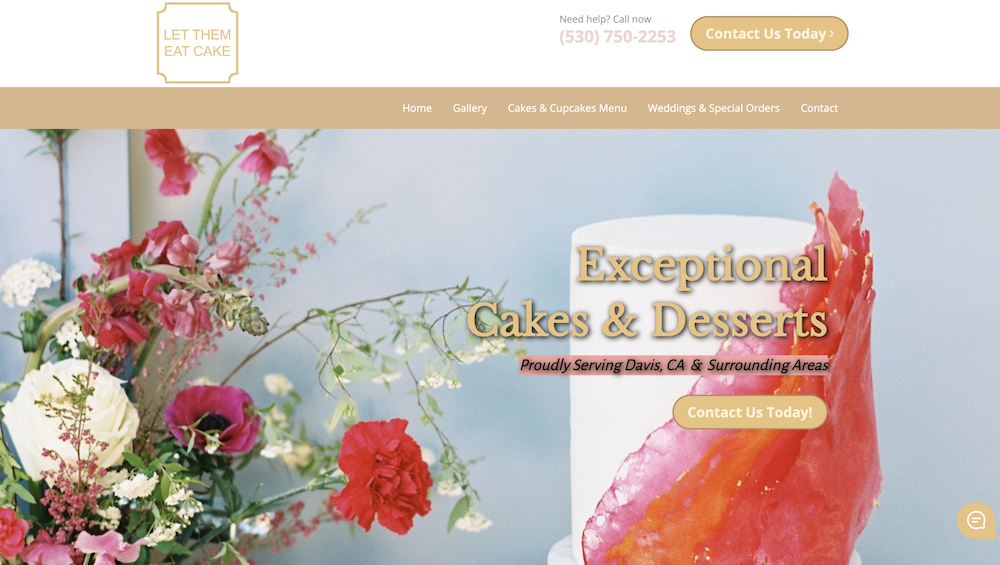 LET THEM
EAT CAKE
Need help? Call now
(530) 750-2253
Contact Us Today
Home Gallery Cakes & Cupcakes Menu Weddings & Special Orders Contact
Exceptional
Cakes & Desserts
Proudly Serving Davis, CA & Surrounding Areas
Contact Us Today!